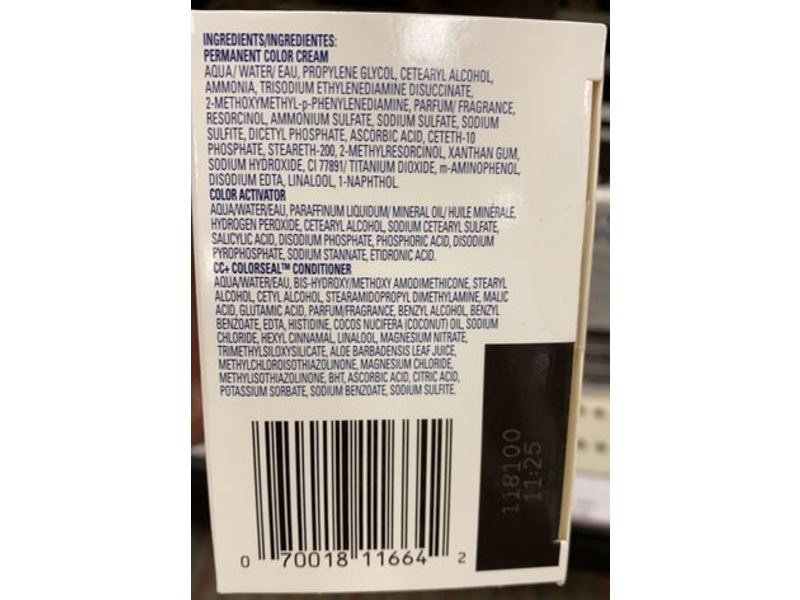 INGREDIENTS/INGREDIENTES:
PERMANENT COLOR CREAM
AQUA/ WATER/ EAU, PROPYLENE GLYCOL, CETEARYL ALCOHOL,
AMMONIA, TRISODIUM ETHYLENEDIAMINE DISUCCINATE,
2-METHOXYMETHYL-p-PHENYLENEDIAMINE, PARFUM/ FRAGRANCE,
RESORCINOL, AMMONIUM SULFATE, SODIUM SULFATE, SODIUM
SULFITE, DICETYL PHOSPHATE, ASCORBIC ACID, CETETH-10
PHOSPHATE, STEARETH-200, 2-METHYLRESORCINOL, XANTHAN GUM,
SODIUM HYDROXIDE, CI 77891/ TITANIUM DIOXIDE, m-AMINOPHENOL,
DISODIUM EDTA, LINALOOL, 1-NAPHTHOL.
COLOR ACTIVATOR
AQUA/WATER/EAU, PARAFFINUM LIQUIDUM/ MINERAL OIL/ HUILE MINÉRALE,
HYDROGEN PEROXIDE, CETEARYL ALCOHOL, SODIUM CETEARYL SULFATE,
SALICYLIC ACID, DISODIUM PHOSPHATE, PHOSPHORIC ACID, DISODIUM
PYROPHOSPHATE, SODIUM STANNATE, ETIDRONIC ACID.
CC+ COLORSEAL™ CONDITIONER
AQUA/WATER/EAU, BIS-HYDROXY/METHOXY AMODIMETHICONE, STEARYL
ALCOHOL, CETYL ALCOHOL, STEARAMIDOPROPYL DIMETHYLAMINE, MALIC
ACID, GLUTAMIC ACID, PARFUM/FRAGRANCE, BENZYL ALCOHOL, BENZYL
BENZOATE, EDTA, HISTIDINE, COCOS NUCIFERA (COCONUT) OIL, SODIUM
CHLORIDE, HEXYL CINNAMAL, LINALOOL, MAGNESIUM NITRATE,
TRIMETHYLSILOXYSILICATE, ALOE BARBADENSIS LEAF JUICE,
METHYLCHLOROISOTHIAZOLINONE, MAGNESIUM CHLORIDE,
METHYLISOTHIAZOLINONE, BHT, ASCORBIC ACID, CITRIC ACID,
POTASSIUM SORBATE, SODIUM BENZOATE, SODIUM SULFITE.
0 70018 11664 2
118100
11:25